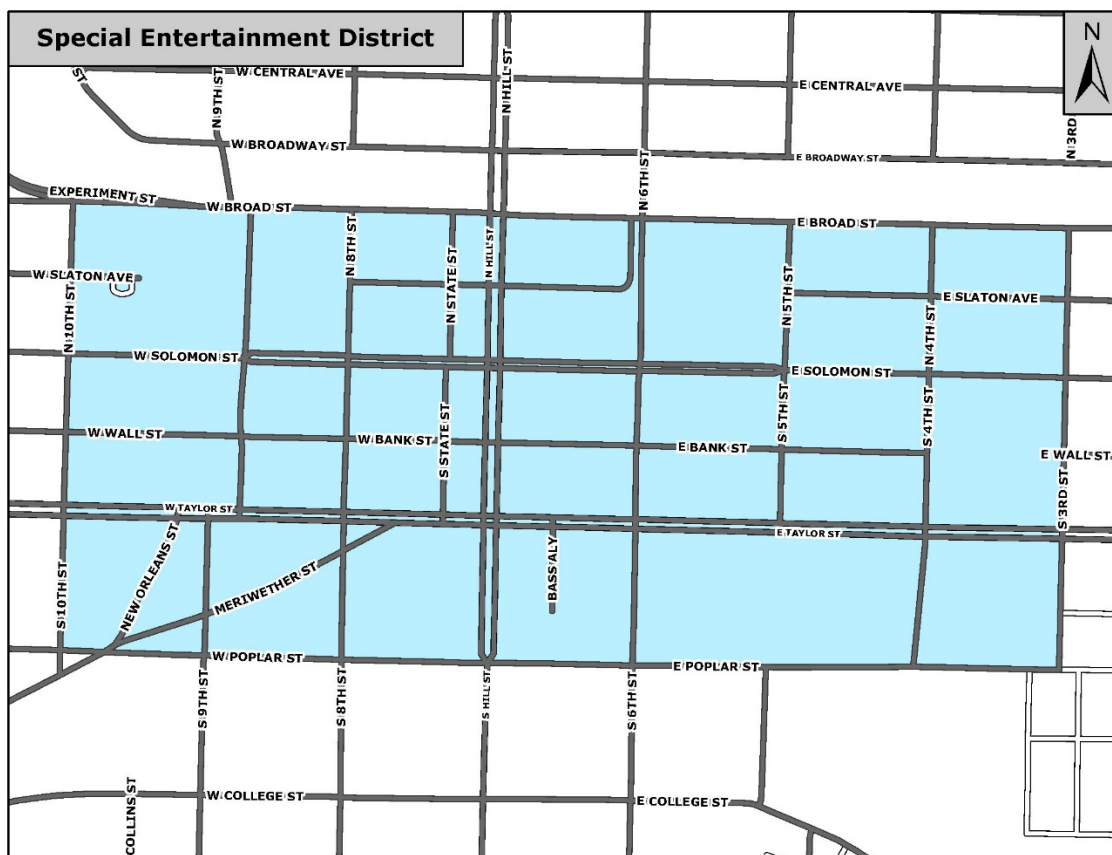 Special Entertainment District
N
ST
N 9TH ST
W CENTRAL AVE
N HILL ST
E CENTRAL AVE
N 3RD
W BROADWAY ST
E BROADWAY ST
EXPERIMENT ST
W BROAD ST
N 6TH ST
E BROAD ST
N 10TH ST
W SLATON AVE
N 8TH ST
N STATE ST
N HILL ST
N 5TH ST
E SLATON AVE
N 4TH ST
W SOLOMON ST
E SOLOMON ST
W WALL ST
W BANK ST
S STATE ST
E BANK ST
S 5TH ST
S 4TH ST
E WALL ST
S 3RD ST
W TAYLOR ST
E TAYLOR ST
S 10TH ST
NEW ORLEANS ST
MERIWETHER ST
BASS ALY
W POPLAR ST
E POPLAR ST
S 9TH ST
S 8TH ST
S HILL ST
S 6TH ST
COLLINS ST
W COLLEGE ST
E COLLEGE ST